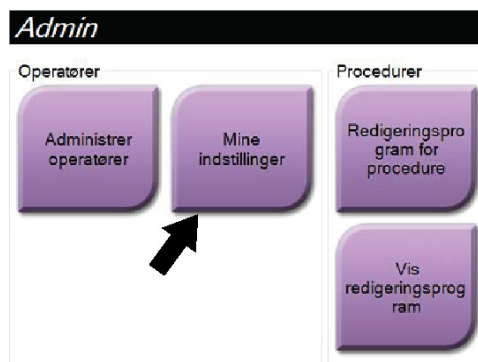 Admin
Operatører
Procedurer
Administrer
operatører
Mine
indstillinger
Redigeringspro
gram for
procedure
Vis
redigeringsprog
ram